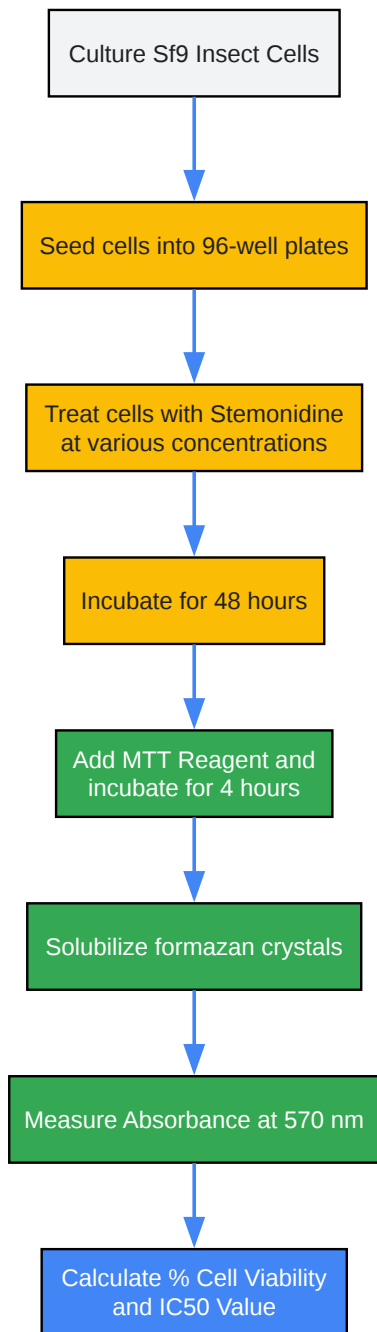 Culture Sf9 Insect Cells
Seed cells into 96-well plates
Treat cells with Stemonidine
at various concentrations
Incubate for 48 hours
Add MTT Reagent and
incubate for 4 hours
Solubilize formazan crystals
Measure Absorbance at 570 nm
Calculate % Cell Viability
and IC50 Value